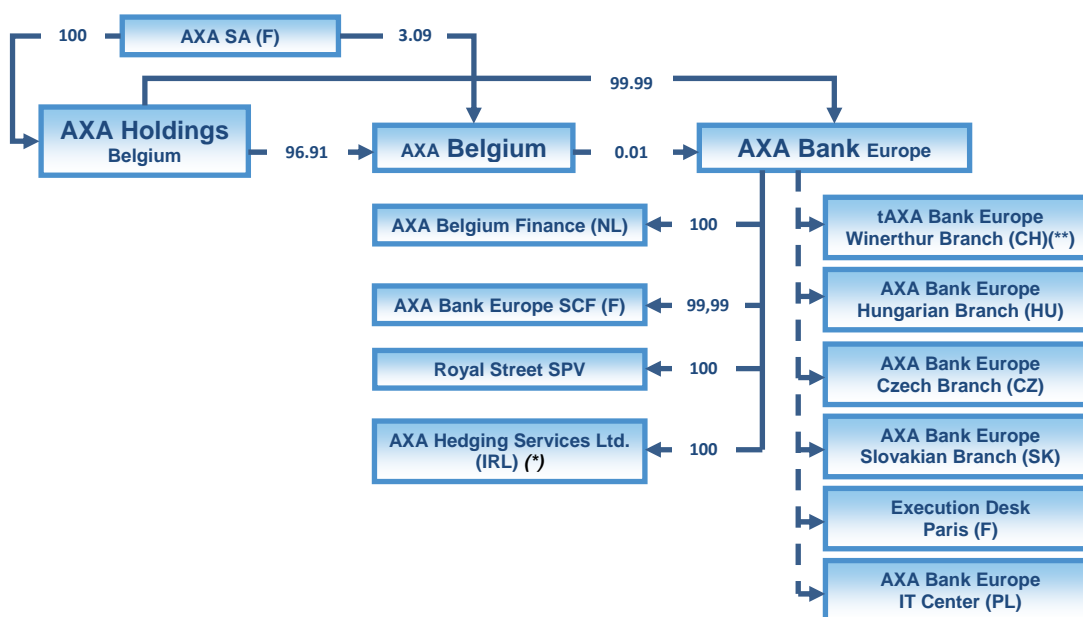 100
AXA SA (F)
3.09
99.99
AXA Holdings
Belgium
96.91
AXA Belgium
0.01
AXA Bank Europe
AXA Belgium Finance (NL)
100
tAXA Bank Europe
Winerthur Branch (CH)(**)
AXA Bank Europe SCF (F)
99,99
AXA Bank Europe
Hungarian Branch (HU)
Royal Street SPV
100
AXA Bank Europe
Czech Branch (CZ)
AXA Hedging Services Ltd.
(IRL) (*)
100
AXA Bank Europe
Slovakian Branch (SK)
Execution Desk
Paris (F)
AXA Bank Europe
IT Center (PL)